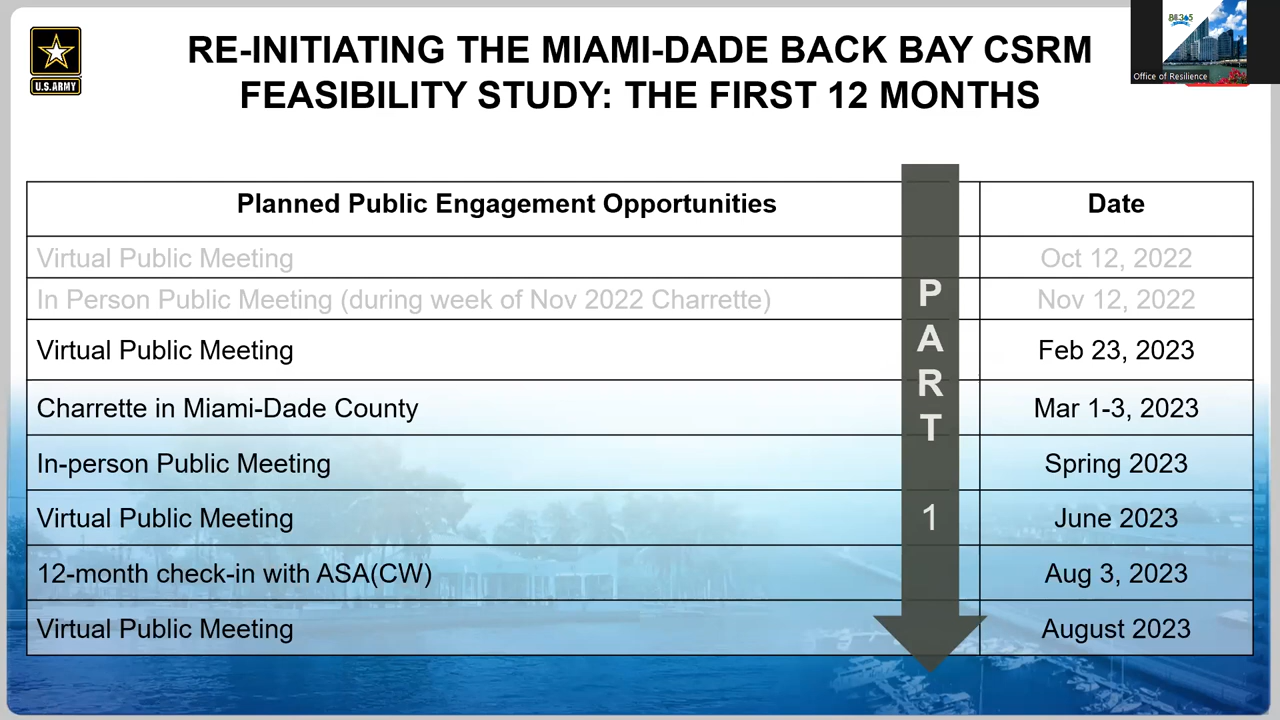 RE-INITIATING THE MIAMI-DADE BACK BAY CSRM
FEASIBILITY STUDY: THE FIRST 12 MONTHS
U.S.ARMY
Office of Resilience
Planned Public Engagement Opportunities Date
Virtual Public Meeting Oct 12, 2022
In Person Public Meeting (during week of Nov 2022 Charrette) Nov 12, 2022
Virtual Public Meeting Feb 23, 2023
Charrette in Miami-Dade County Mar 1-3, 2023
In-person Public Meeting Spring 2023
Virtual Public Meeting June 2023
12-month check-in with ASA(CW) Aug 3, 2023
Virtual Public Meeting August 2023
P
A
R
T
1